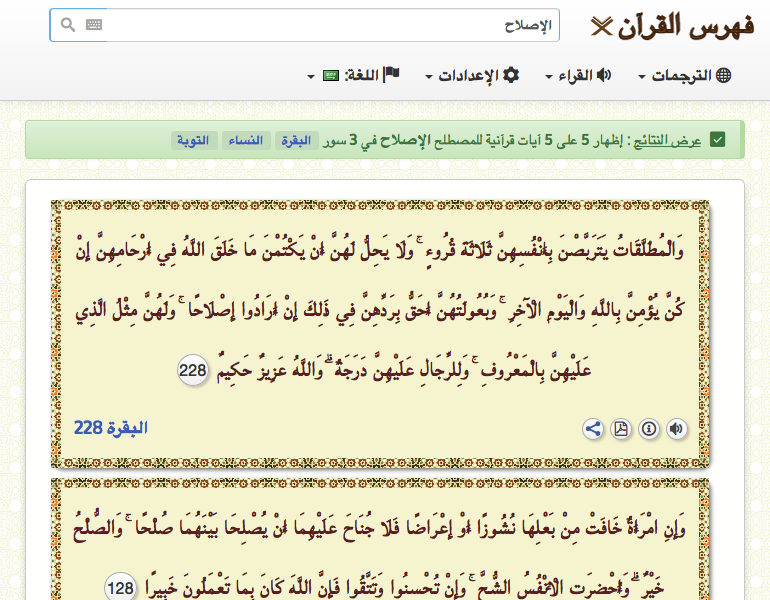 فهرس القرآن
الإصلاح
الترجمات
القراء
الإعدادات
اللغة:
عرض النتائج : إظهار 5 على 5 آيات قرآنية للمصطلح الإصلاح في 3 سور البقرة النساء التوبة
وَالْمُطَلَّقَاتُ يَتَرَبَّصْنَ بِأَنْفُسِهِنَّ ثَلَاثَةَ قُرُوءٍ ۚ وَلَا يَحِلُّ لَهُنَّ أَنْ يَكْتُمْنَ مَا خَلَقَ اللَّهُ فِي أَرْحَامِهِنَّ إِنْ
كُنَّ يُؤْمِنَّ بِاللَّهِ وَالْيَوْمِ الْآخِرِ ۚ وَبُعُولَتُهُنَّ أَحَقُّ بِرَدِّهِنَّ فِي ذَٰلِكَ إِنْ أَرَادُوا إِصْلَاحًا ۚ وَلَهُنَّ مِثْلُ الَّذِي
عَلَيْهِنَّ بِالْمَعْرُوفِ ۚ وَلِلرِّجَالِ عَلَيْهِنَّ دَرَجَةٌ ۗ وَاللَّهُ عَزِيزٌ حَكِيمٌ 228
البقرة 228
وَإِنِ امْرَأَةٌ خَافَتْ مِنْ بَعْلِهَا نُشُوزًا أَوْ إِعْرَاضًا فَلَا جُنَاحَ عَلَيْهِمَا أَنْ يُصْلِحَا بَيْنَهُمَا صُلْحًا ۚ وَالصُّلْحُ
خَيْرٌ ۗ وَأُحْضِرَتِ الْأَنْفُسُ الشُّحَّ ۚ وَإِنْ تُحْسِنُوا وَتَتَّقُوا فَإِنَّ اللَّهَ كَانَ بِمَا تَعْمَلُونَ خَبِيرًا 128